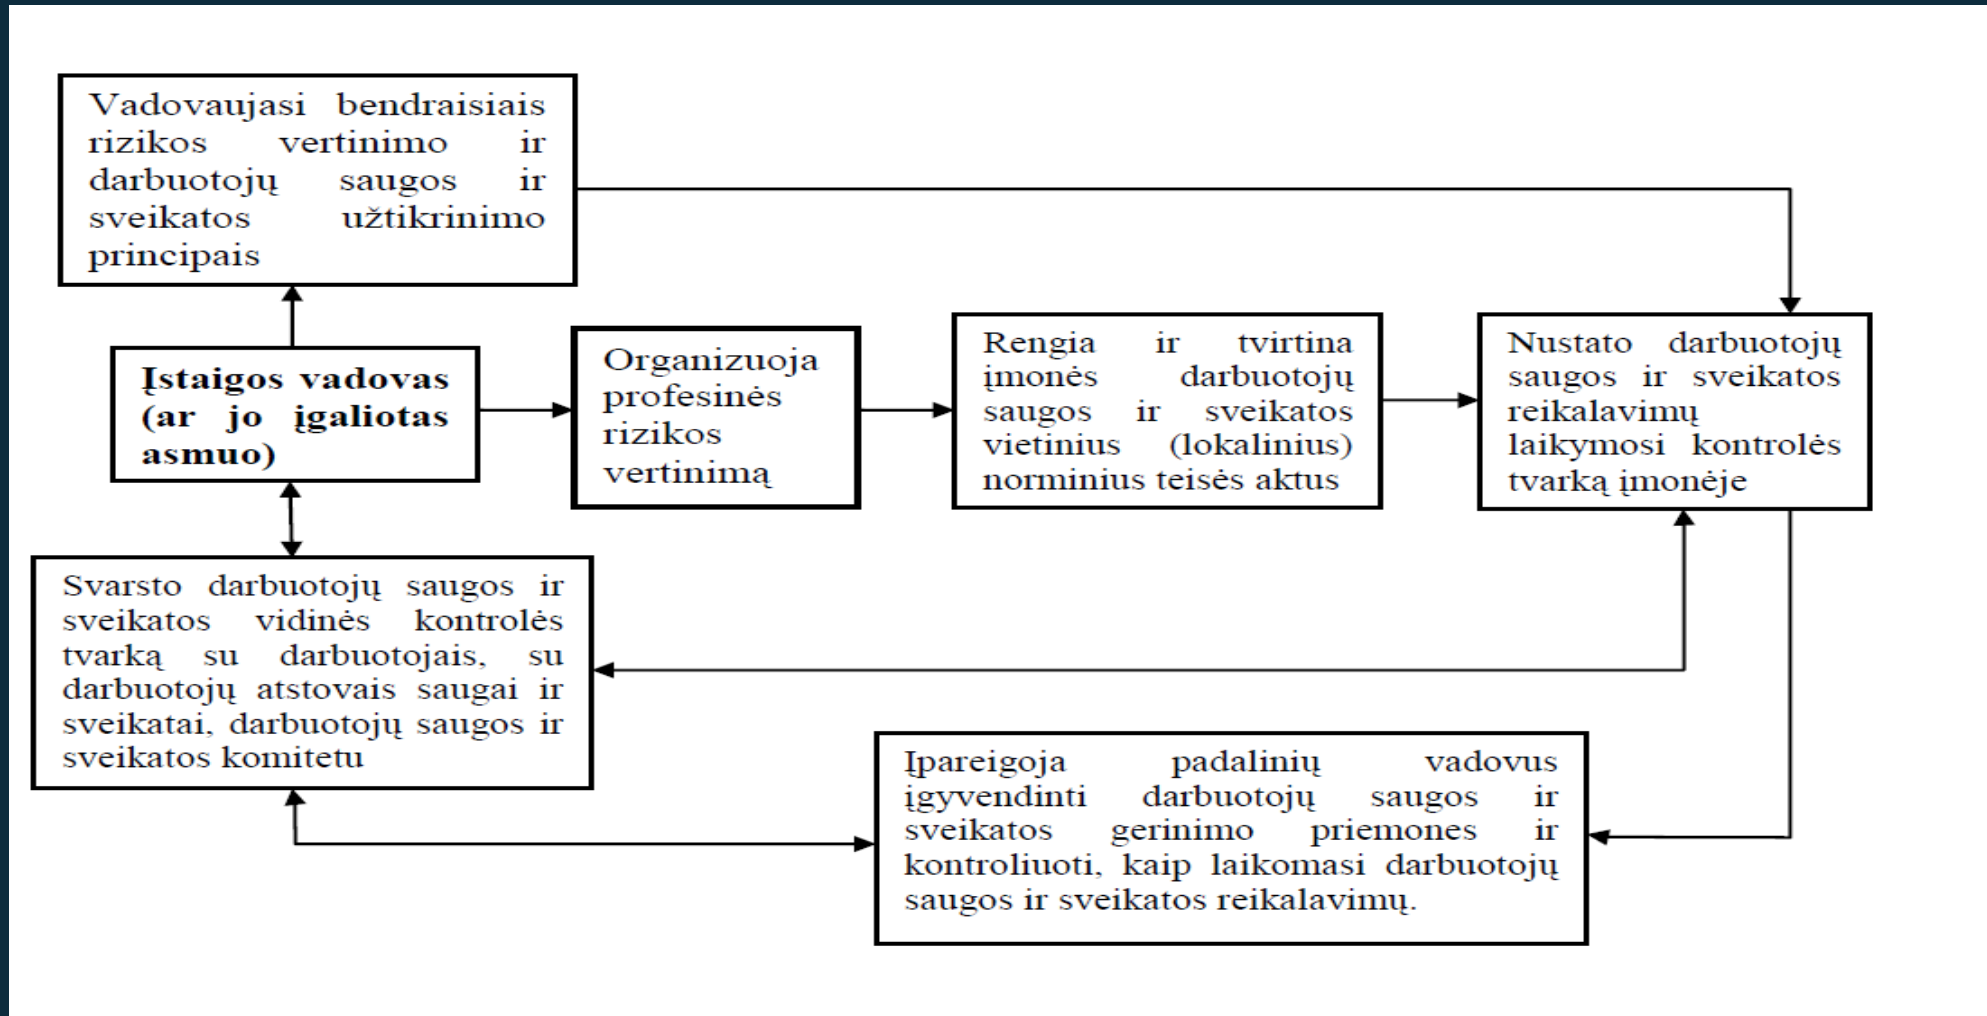 Vadovaujasi bendraisiais
rizikos vertinimo ir
darbuotojų saugos ir
sveikatos užtikrinimo
principais
Įstaigos vadovas
(ar jo įgaliotas
asmuo)
Organizuoja
profesinės
rizikos
vertinimą
Rengia ir tvirtina
įmonės darbuotojų
saugos ir sveikatos
vietinius (lokalinius)
norminius teisės aktus
Nustato darbuotojų
saugos ir sveikatos
reikalavimų
laikymosi kontrolės
tvarką įmonėje
Svarsto darbuotojų saugos ir
sveikatos vidinės kontrolės
tvarką su darbuotojais, su
darbuotojų atstovais saugai ir
sveikatai, darbuotojų saugos ir
sveikatos komitetu
Įpareigoja padalinių vadovus
įgyvendinti darbuotojų saugos ir
sveikatos gerinimo priemones ir
kontroliuoti, kaip laikomasi darbuotojų
saugos ir sveikatos reikalavimų.